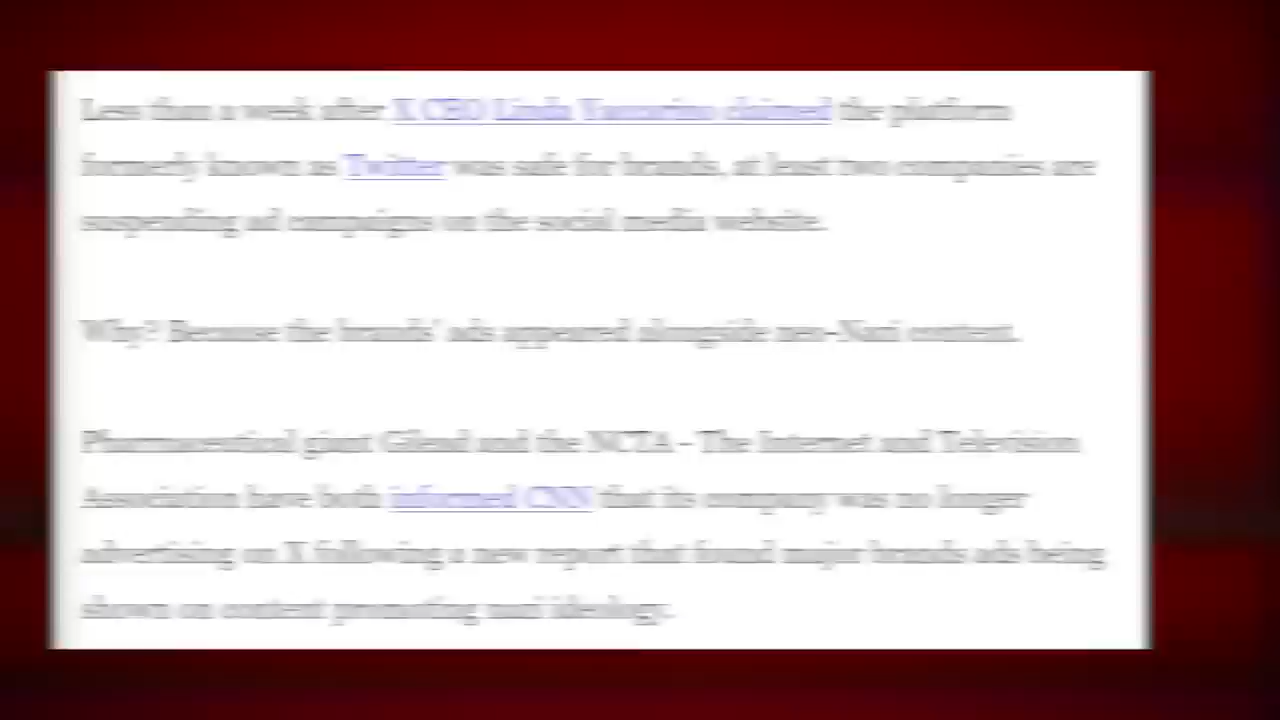 Less than a week after X CEO Linda Yaccarino claimed the platform
formerly known as Twitter was safe for brands, at least two companies are
suspending ad campaigns on the social media website.
Why? Because the brands' ads appeared alongside neo-Nazi content.
Pharmaceutical giant Gilead and the NCTA - The Internet and Television
Association have both informed CNN that its company was no longer
advertising on X following a new report that found major brands ads being
shown on content promoting nazi ideology.